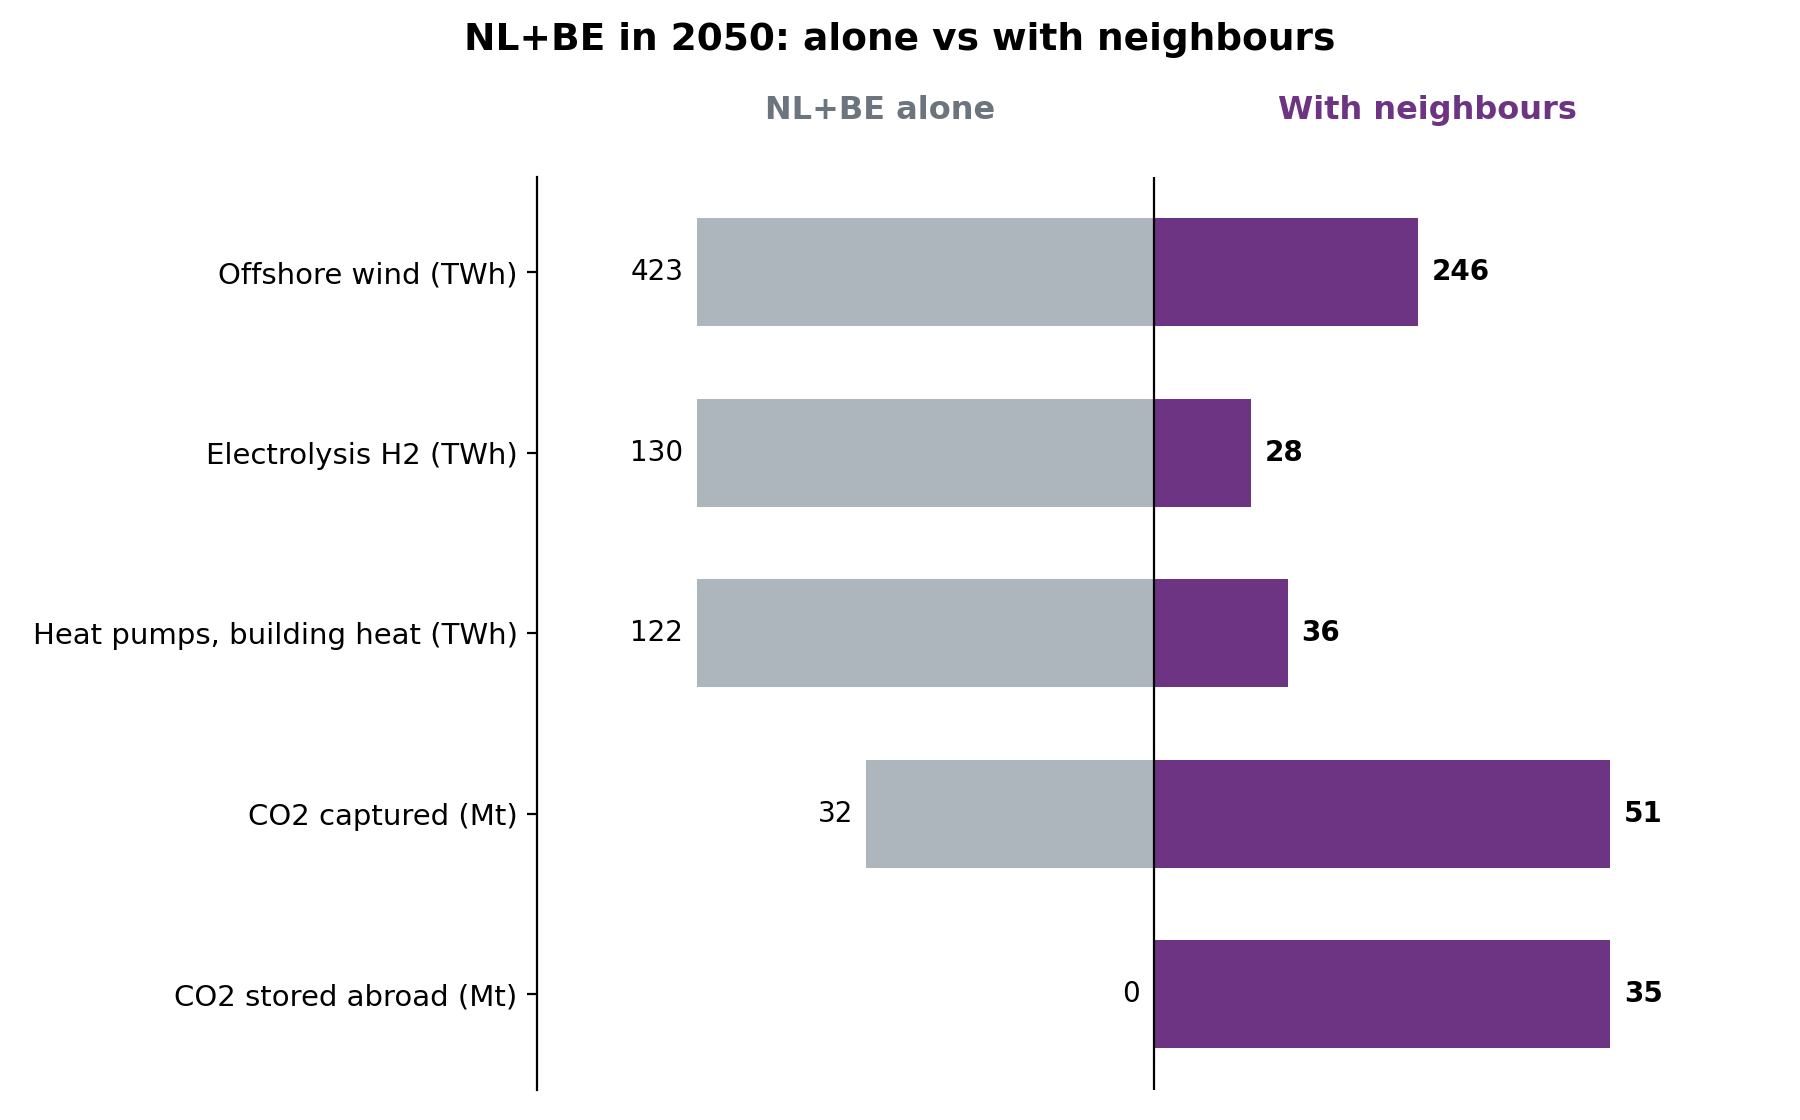 NL+BE in 2050: alone vs with neighbours
NL+BE alone
With neighbours
Offshore wind (TWh)
423
246
Electrolysis H2 (TWh)
130
28
Heat pumps, building heat (TWh)
122
36
CO2 captured (Mt)
32
51
CO2 stored abroad (Mt)
0
35